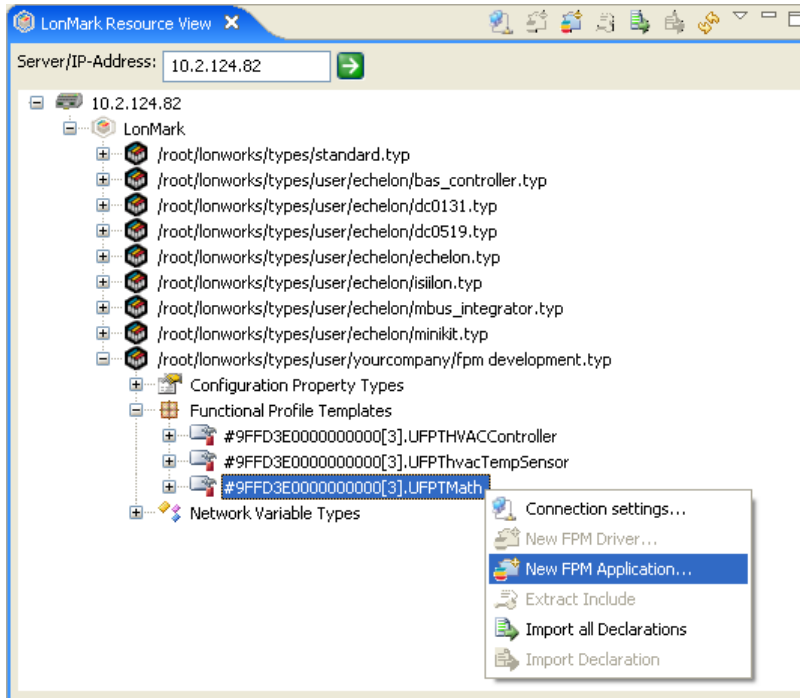 LonMark Resource View
Server/IP-Address: 10.2.124.82
10.2.124.82
LonMark
/root/lonworks/types/standard.typ
/root/lonworks/types/user/echelon/bas_controller.typ
/root/lonworks/types/user/echelon/dc0131.typ
/root/lonworks/types/user/echelon/dc0519.typ
/root/lonworks/types/user/echelon/echelon.typ
/root/lonworks/types/user/echelon/isiilon.typ
/root/lonworks/types/user/echelon/mbus_integrator.typ
/root/lonworks/types/user/echelon/minikit.typ
/root/lonworks/types/user/yourcompany/fpm development.typ
Configuration Property Types
Functional Profile Templates
#9FFD3E0000000000[3].UFPTHVACController
#9FFD3E0000000000[3].UFPThvacTempSensor
#9FFD3E0000000000[3].UFPTMath
Network Variable Types
Connection settings...
New FPM Driver...
New FPM Application...
Extract Include
Import all Declarations
Import Declaration